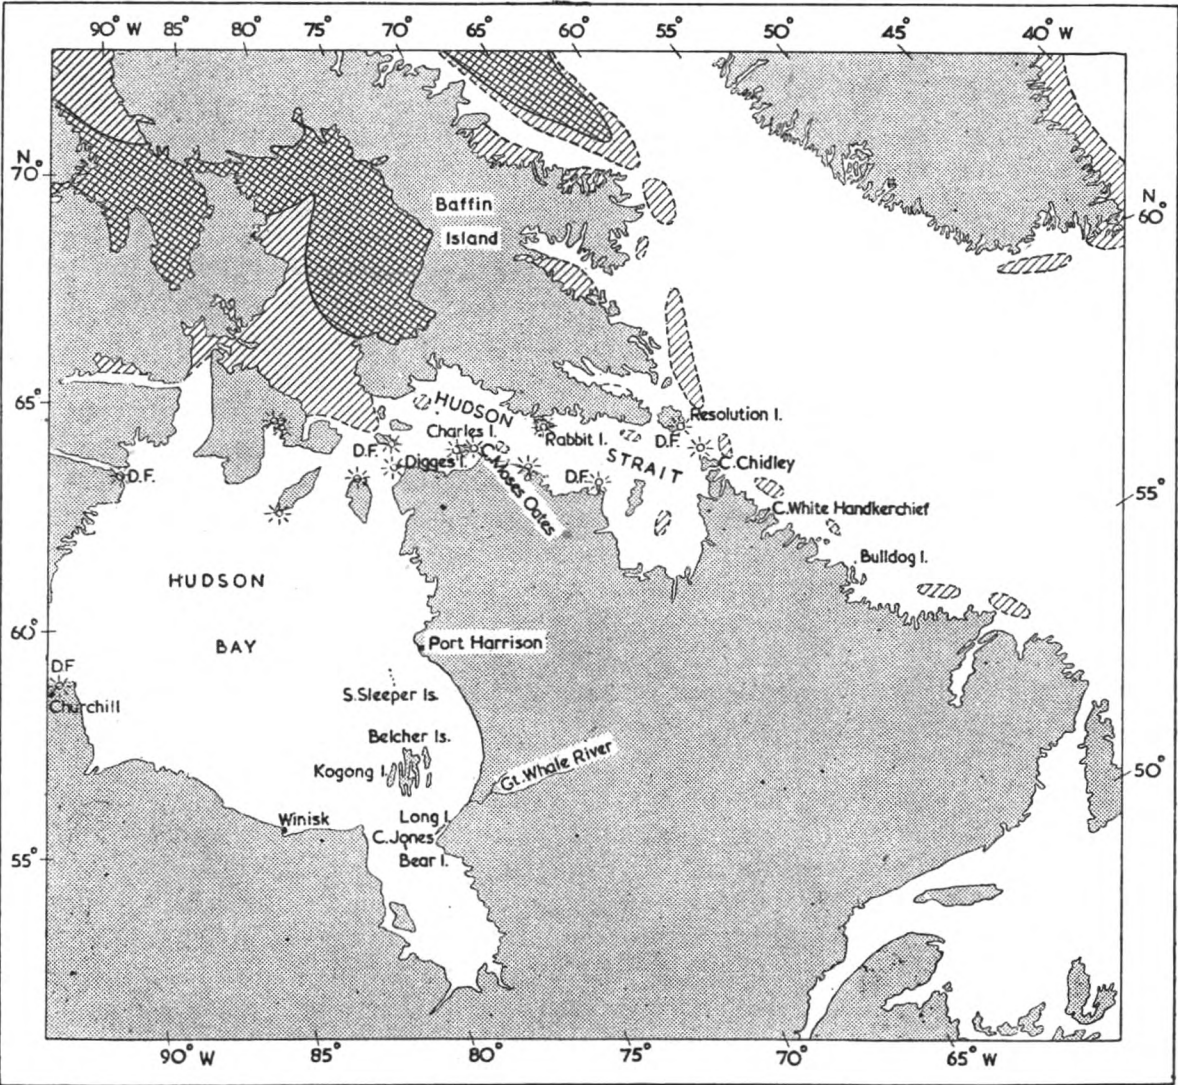 90° W 85° 80° 75° 70° 65° 60° 55° 50° 45° 40° W
N
70°
N
60°
Baffin
Island
65°
HUDSON
STRAIT
Resolution I.
Charles I.
Rabbit I.
D.F.
D.F.
Digges I.
C. Moses Oates
C. Chidley
D.F.
D.F.
55°
C. White Handkerchief
Bulldog I.
HUDSON
BAY
60°
Port Harrison
D.F
Churchill
S. Sleeper Is.
Belcher Is.
Kogong I.
Gt. Whale River
50°
Winisk
Long I.
C. Jones
Bear I.
55°
90° W 85° 80° 75° 70° 65° W